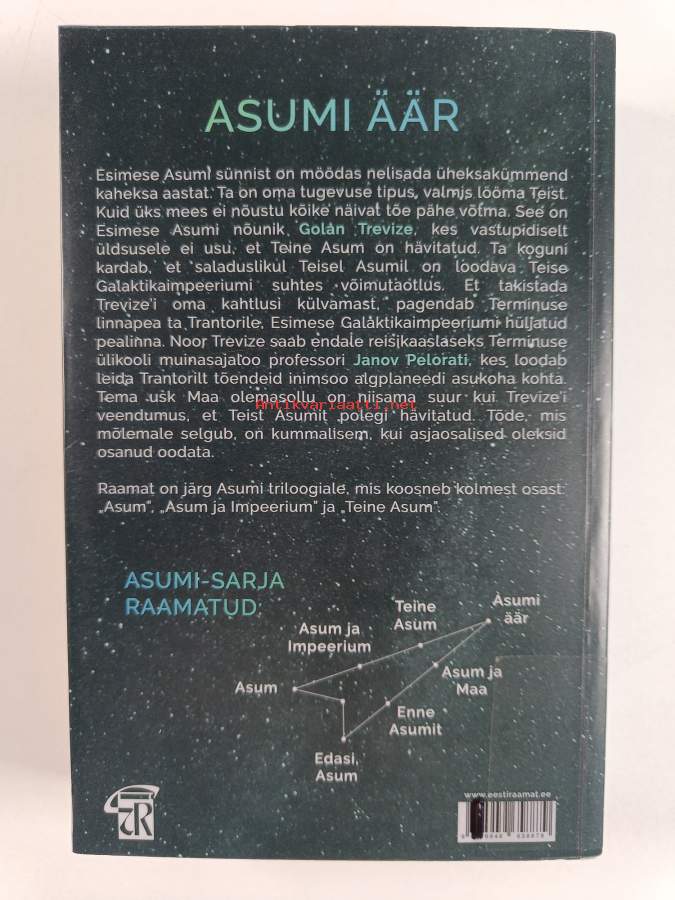 ASUMI ÄÄR
Esimese Asumi sünnist on möödas nelisada üheksakümmend
kaheksa aastat. Ta on oma tugevuse tipus, valmis lööma Teist.
Kuid üks mees ei nõustu kõike näivat tõe pähe võtma. See on
Esimese Asumi nõunik Golan Trevize, kes vastupidiselt
üldsusele ei usu, et Teine Asum on hävitatud. Ta koguni
kardab, et saladuslikul Teisel Asumil on loodava Teise
Galaktikaimpeeriumi suhtes võimutaotlus. Et takistada
Trevize'i oma kahtlusi külvamast, pagendab Terminuse
linnapea ta Trantorile, Esimese Galaktikaimpeeriumi hüljatud
pealinna. Noor Trevize saab endale reisikaaslaseks Terminuse
ülikooli muinasajaloo professori Janov Pelorati, kes loodab
leida Trantorilt tõendeid inimsoo algplaneedi asukoha kohta.
Tema usk Maa olemasollu on niisama suur kui Trevize'i
Antikvariaatti.net
veendumus, et Teist Asumit polegi hävitatud. Tõde, mis
mõlemale selgub, on kummalisem, kui asjaosalised oleksid
osanud oodata.
Raamat on järg Asumi triloogiale, mis koosneb kolmest osast:
„Asum", „Asum ja Impeerium" ja „Teine Asum".
ASUMI-SARJA
RAAMATUD:
Asumi
äär
Teine
Asum
Asum ja
Impeerium
Asum ja
Maa
Asum
Enne
Asumit
Edasi,
Asum
www.eestiraamat.ee